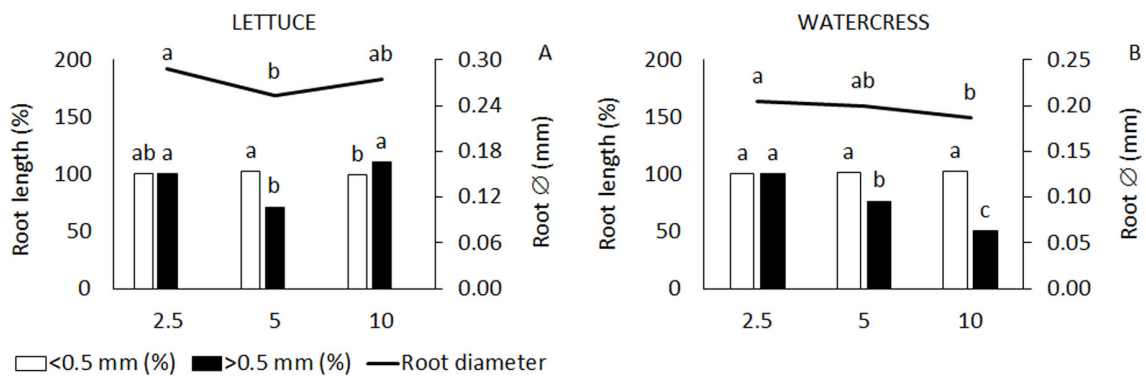 LETTUCE
WATERCRESS
A
B
200
150
100
50
0
Root length (%)
a
b
ab
ab a
a
b
b
a
0.30
0.24
0.18
0.12
0.06
0.00
Root ∅ (mm)
2.5 5 10
200
150
100
50
0
Root length (%)
a
ab
b
a a
a
b
a
c
0.25
0.20
0.15
0.10
0.05
0.00
Root ∅ (mm)
2.5 5 10
<0.5 mm (%) >0.5 mm (%) Root diameter